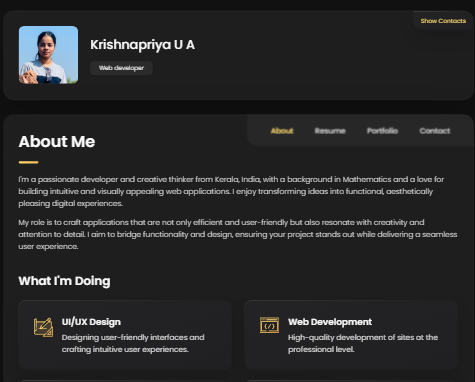 Show Contacts
Krishnapriya U A
Web developer
About Resume Portfolio Contact
About Me
I'm a passionate developer and creative thinker from Kerala, India, with a background in Mathematics and a love for
building intuitive and visually appealing web applications. I enjoy transforming ideas into functional, aesthetically
pleasing digital experiences.
My role is to craft applications that are not only efficient and user-friendly but also resonate with creativity and
attention to detail. I aim to bridge functionality and design, ensuring your project stands out while delivering a seamless
user experience.
What I'm Doing
UI/UX Design
Designing user-friendly interfaces and
crafting intuitive user experiences.
Web Development
High-quality development of sites at the
professional level.